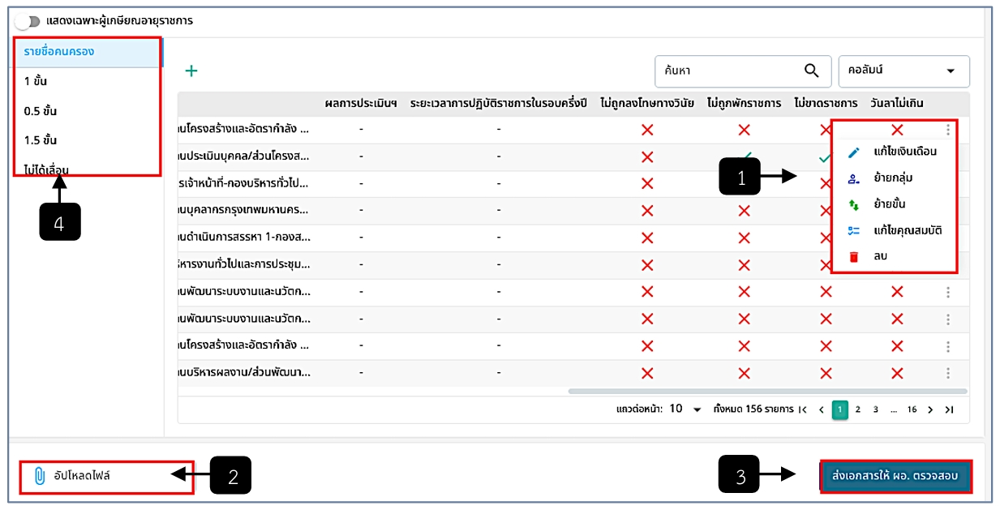 แสดงเฉพาะผู้เกษียณอายุราชการ
รายชื่อคนครอง
1 ขั้น
0.5 ขั้น
1.5 ขั้น
ไม่ได้เลื่อน
4
+
ค้นหา
คอลัมน์
ผลการประเมินฯ ระยะเวลาการปฏิบัติราชการในรอบครึ่งปี ไม่ถูกลงโทษทางวินัย ไม่ถูกพักราชการ ไม่ขาดราชการ วันลาไม่เกิน
านโครงสร้างและอัตรากำลัง ... - -
านประเมินบุคคล/ส่วนโครงส... - -
รเจ้าหน้าที่-กองบริหารทั่วไป... - -
านบุคลากรกรุงเทพมหานคร... - -
านดำเนินการสรรหา 1-กองส... - -
ริหารงานทั่วไปและการประชุม... - -
านพัฒนาระบบงานและนวัตก... - -
านพัฒนาระบบงานและนวัตก... - -
านโครงสร้างและอัตรากำลัง ... - -
านบริหารผลงาน/ส่วนพัฒนา... - -
1
แก้ไขเงินเดือน
ย้ายกลุ่ม
ย้ายขั้น
แก้ไขคุณสมบัติ
ลบ
แถวต่อหน้า: 10 ทั้งหมด 156 รายการ 1 2 3 ... 16
อัปโหลดไฟล์
2
3
ส่งเอกสารให้ ผอ. ตรวจสอบ